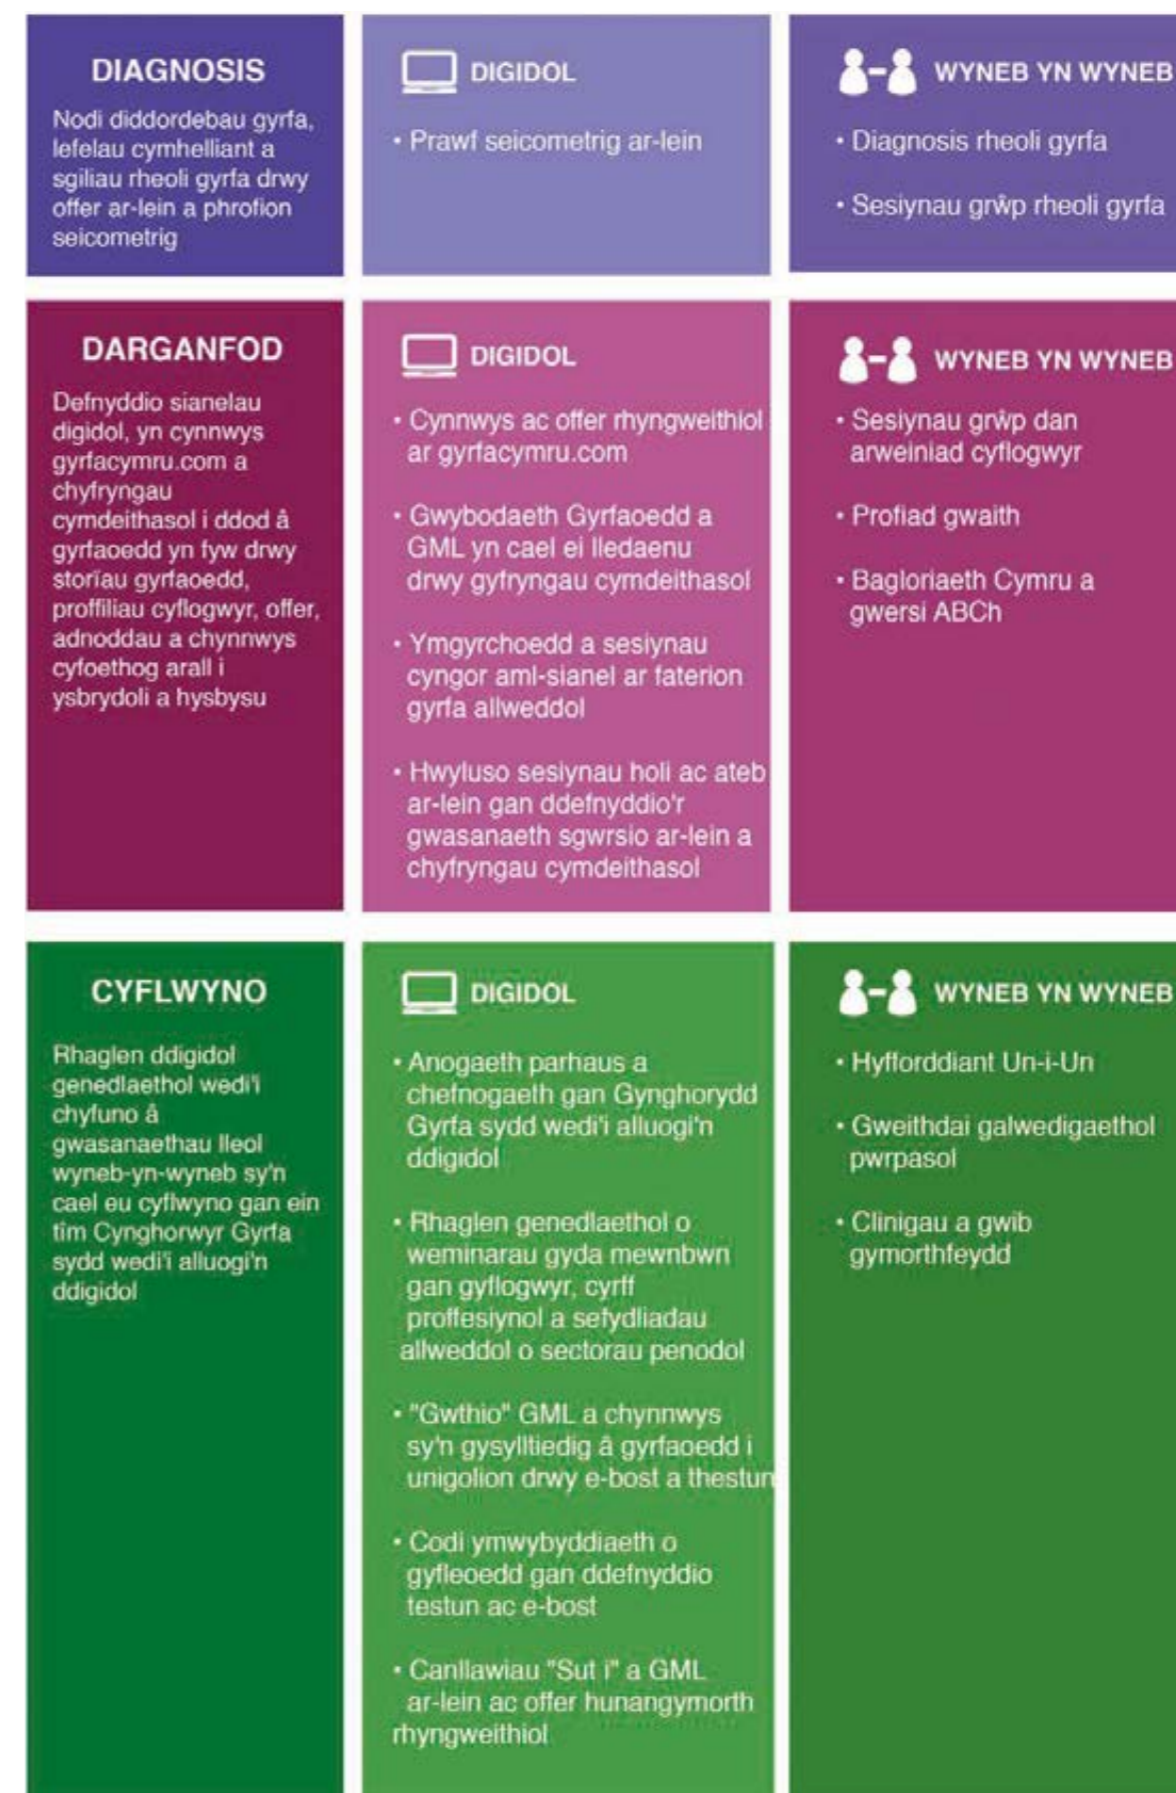 DIAGNOSIS
Nodi diddordebau gyrfa,
lefelau cymhelliant a
sgiliau rheoli gyrfa drwy
offer ar-lein a phrofion
seicometrig
DIGIDOL
• Prawf seicometrig ar-lein
WYNEB YN WYNEB
• Diagnosis rheoli gyrfa
• Sesiynau grŵp rheoli gyrfa
DARGANFOD
Defnyddio sianelau
digidol, yn cynnwys
gyrfacymru.com a
chyfryngau
cymdeithasol i ddod â
gyrfaoedd yn fyw drwy
storïau gyrfaoedd,
proffiliau cyflogwyr, offer,
adnoddau a chynnwys
cyfoethog arall i
ysbrydoli a hysbysu
DIGIDOL
• Cynnwys ac offer rhyngweithiol
ar gyrfacymru.com
• Gwybodaeth Gyrfaoedd a
GML yn cael ei lledaenu
drwy gyfryngau cymdeithasol
• Ymgyrchoedd a sesiynau
cyngor aml-sianel ar faterion
gyrfa allweddol
• Hwyluso sesiynau holi ac ateb
ar-lein gan ddefnyddio'r
gwasanaeth sgwrsio ar-lein a
chyfryngau cymdeithasol
WYNEB YN WYNEB
• Sesiynau grŵp dan
arweiniad cyflogwyr
• Profiad gwaith
• Bagloriaeth Cymru a
gwersi ABCh
CYFLWYNO
Rhaglen ddigidol
genedlaethol wedi'i
chyfuno â
gwasanaethau lleol
wyneb-yn-wyneb sy'n
cael eu cyflwyno gan ein
tîm Cynghorwyr Gyrfa
sydd wedi'i alluogi'n
ddigidol
DIGIDOL
• Anogaeth parhaus a
chefnogaeth gan Gynghorydd
Gyrfa sydd wedi'i alluogi'n
ddigidol
• Rhaglen genedlaethol o
weminarau gyda mewnbwn
gan gyflogwyr, cyrff
proffesiynol a sefydliadau
allweddol o sectorau penodol
• "Gwthio" GML a chynnwys
sy'n gysylltiedig â gyrfaoedd i
unigolion drwy e-bost a thestun
• Codi ymwybyddiaeth o
gyfleoedd gan ddefnyddio
testun ac e-bost
• Canllawiau "Sut i" a GML
ar-lein ac offer hunangymorth
rhyngweithiol
WYNEB YN WYNEB
• Hyfforddiant Un-i-Un
• Gweithdai galwedigaethol
pwrpasol
• Clinigau a gwib
gymorthfeydd